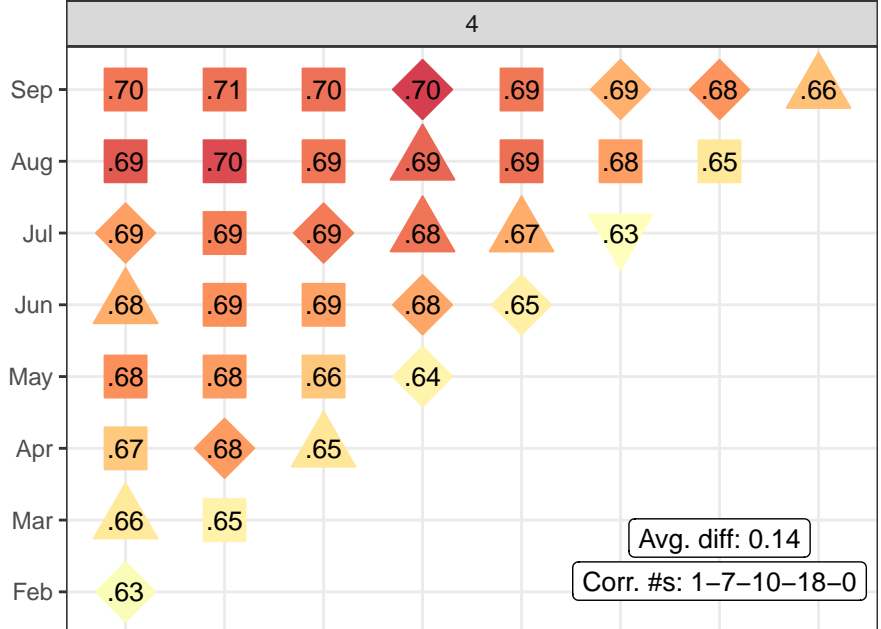 4
Sep .70 .71 .70 .70 .69 .69 .68 .66
Aug .69 .70 .69 .69 .69 .68 .65
Jul .69 .69 .69 .68 .67 .63
Jun .68 .69 .69 .68 .65
May .68 .68 .66 .64
Apr .67 .68 .65
Mar .66 .65
Avg. diff: 0.14
Corr. #s: 1−7−10−18−0
Feb .63